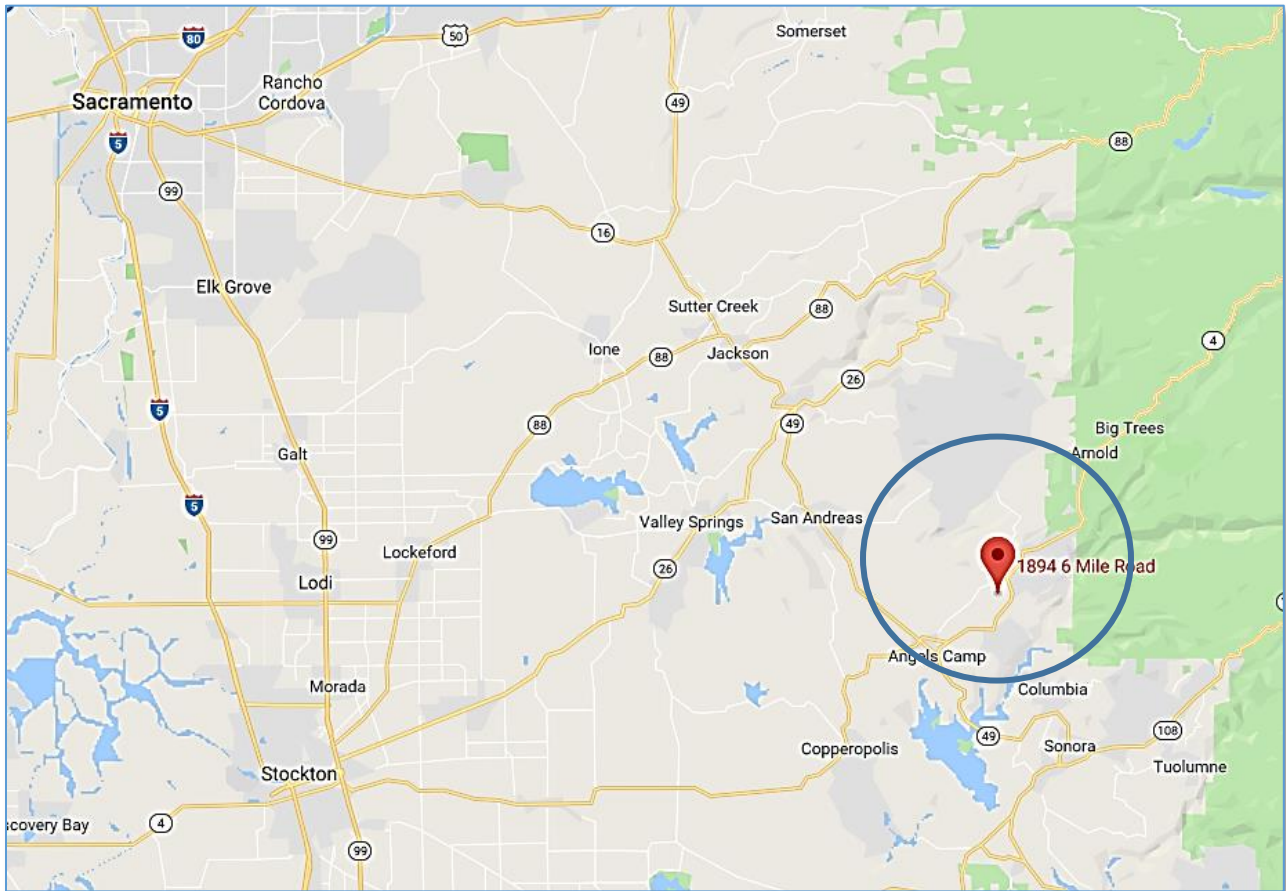 Somerset
80
50
Rancho
Cordova
Sacramento
49
5
88
99
16
Elk Grove
Sutter Creek
88
4
Ione
88
Jackson
26
5
88
49
Big Trees
Arnold
Galt
5
Valley Springs
San Andreas
99
Lockeford
1894 6 Mile Road
26
Lodi
Angels Camp
Morada
Columbia
49
108
Copperopolis
Sonora
Stockton
Tuolumne
scovery Bay
4
99